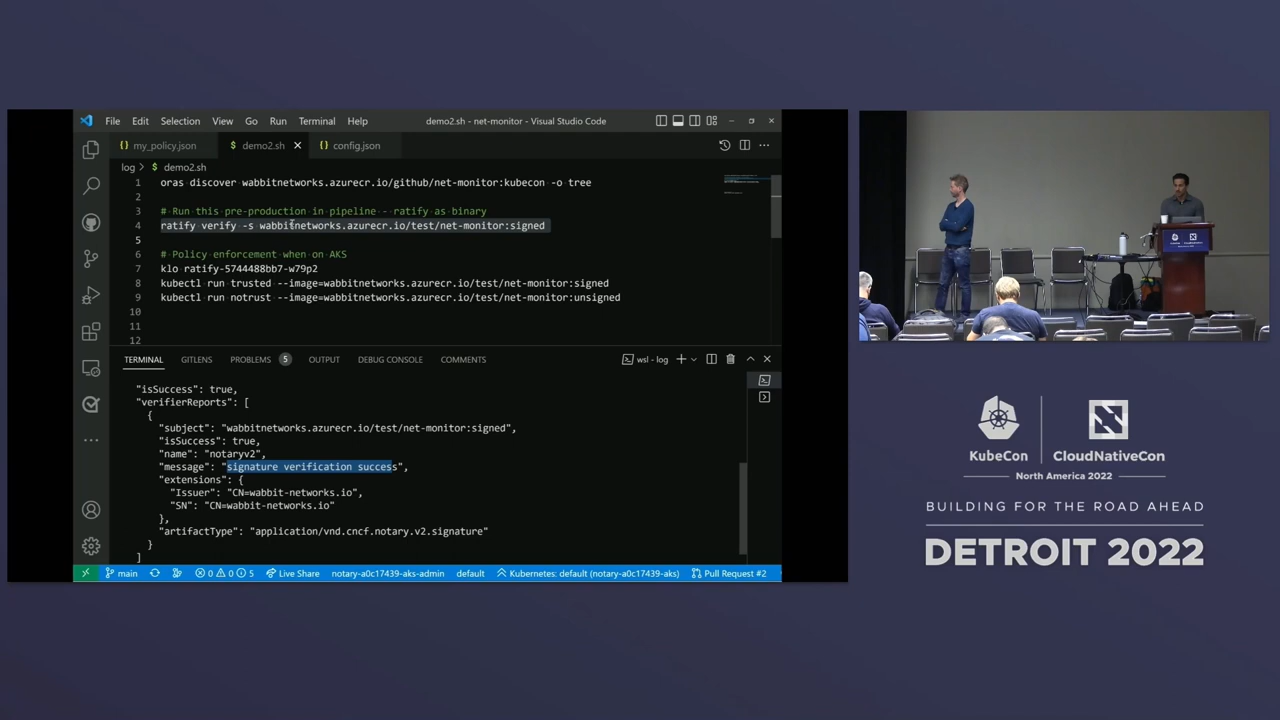 File Edit Selection View Go Run Terminal Help
demo2.sh - net-monitor - Visual Studio Code
{} my_policy.json
$ demo2.sh
{} config.json
log > $ demo2.sh
1 oras discover wabbitnetworks.azurecr.io/github/net-monitor:kubecon -o tree
2
3 # Run this pre-production in pipeline - ratify as binary
4 ratify verify -s wabbitnetworks.azurecr.io/test/net-monitor:signed
5
6 # Policy enforcement when on AKS
7 klo ratify-5744488bb7-w79p2
8 kubectl run trusted --image=wabbitnetworks.azurecr.io/test/net-monitor:signed
9 kubectl run notrust --image=wabbitnetworks.azurecr.io/test/net-monitor:unsigned
10
11
12
TERMINAL GITLENS PROBLEMS 5 OUTPUT DEBUG CONSOLE COMMENTS
wsl - log
"isSuccess": true,
"verifierReports": [
{
"subject": "wabbitnetworks.azurecr.io/test/net-monitor:signed",
"isSuccess": true,
"name": "notaryv2",
"message": "signature verification success",
"extensions": {
"Issuer": "CN=wabbit-networks.io",
"SN": "CN=wabbit-networks.io"
},
"artifactType": "application/vnd.cncf.notary.v2.signature"
}
]
main
0 0 5
Live Share
notary-a0c17439-aks-admin
default
Kubernetes: default (notary-a0c17439-aks)
Pull Request #2
KubeCon
CloudNativeCon
North America 2022
BUILDING FOR THE ROAD AHEAD
DETROIT 2022